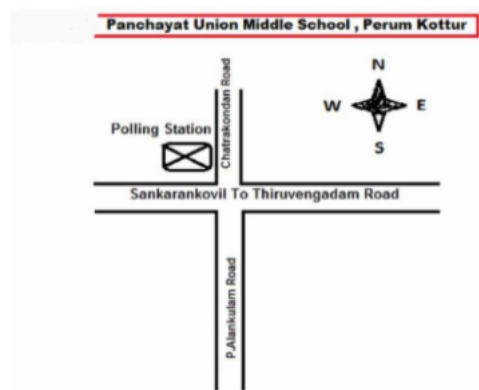 Panchayat Union Middle School , Perum Kottur
N
W E
S
Chatrakondan Road
Polling Station
Sankarankovil To Thiruvengadam Road
P.Alankulam Road